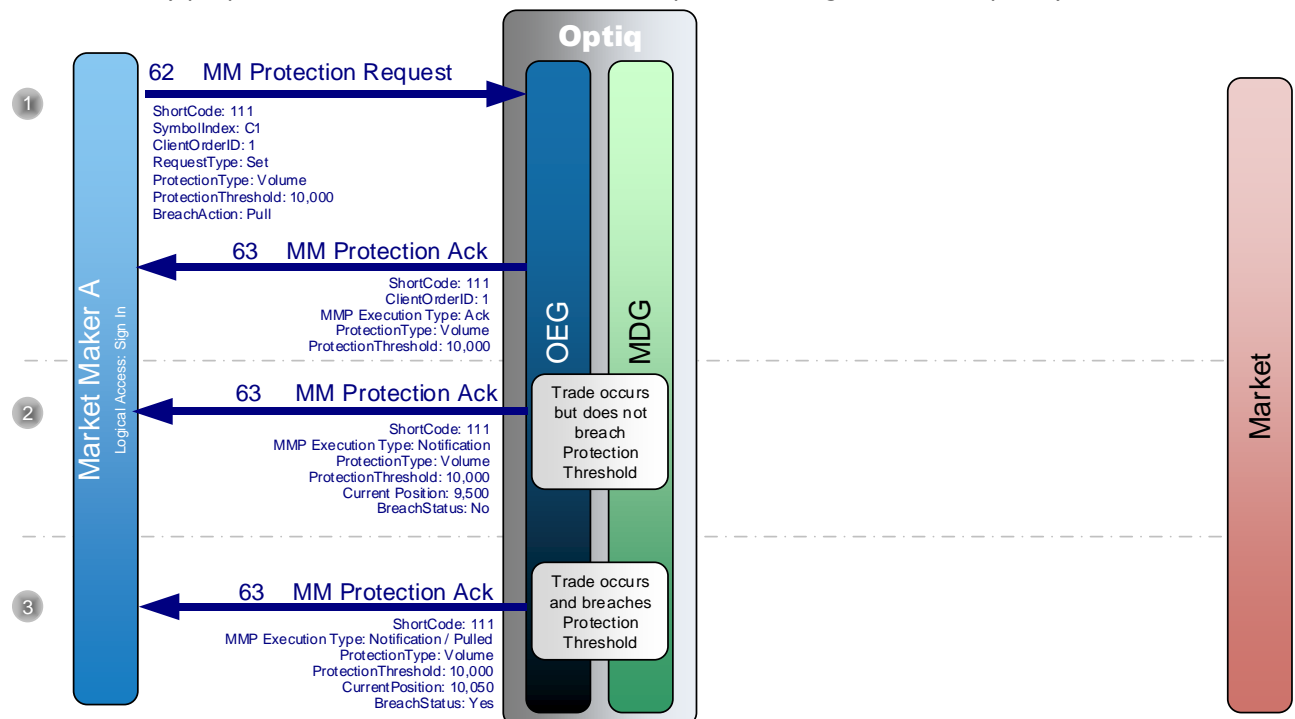 Optiq
62 MM Protection Request
1
ShortCode: 111
SymbolIndex: C1
ClientOrderID: 1
RequestType: Set
ProtectionType: Volume
ProtectionThreshold: 10,000
BreachAction: Pull
63 MM Protection Ack
ShortCode: 111
ClientOrderID: 1
MMP Execution Type: Ack
ProtectionType: Volume
ProtectionThreshold: 10,000
Market Maker A
Logical Access: Sign In
OEG
MDG
Market
2
63 MM Protection Ack
ShortCode: 111
MMP Execution Type: Notification
ProtectionType: Volume
ProtectionThreshold: 10,000
Current Position: 9,500
BreachStatus: No
Trade occurs
but does not
breach
Protection
Threshold
3
63 MM Protection Ack
ShortCode: 111
MMP Execution Type: Notification / Pulled
ProtectionType: Volume
ProtectionThreshold: 10,000
CurrentPosition: 10,050
BreachStatus: Yes
Trade occurs
and breaches
Protection
Threshold